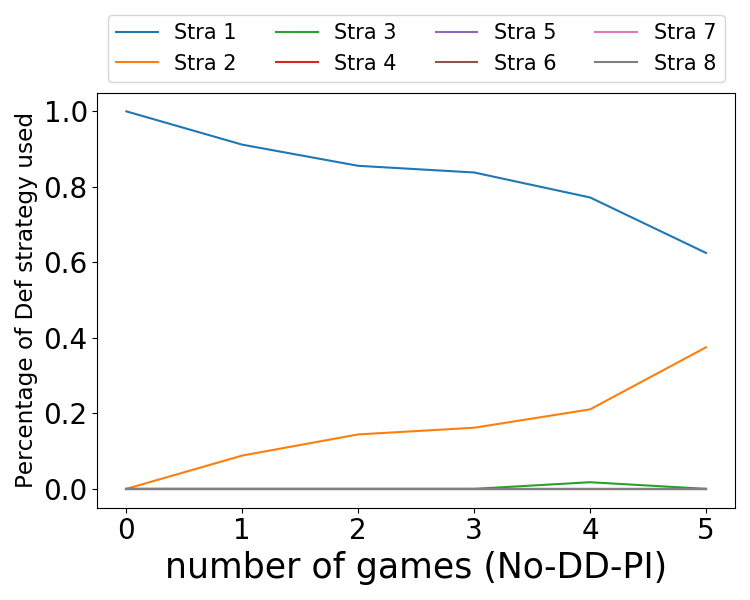 Stra 1 Stra 3 Stra 5 Stra 7
Stra 2 Stra 4 Stra 6 Stra 8
Percentage of Def strategy used
1.0
0.8
0.6
0.4
0.2
0.0
0 1 2 3 4 5
number of games (No-DD-PI)